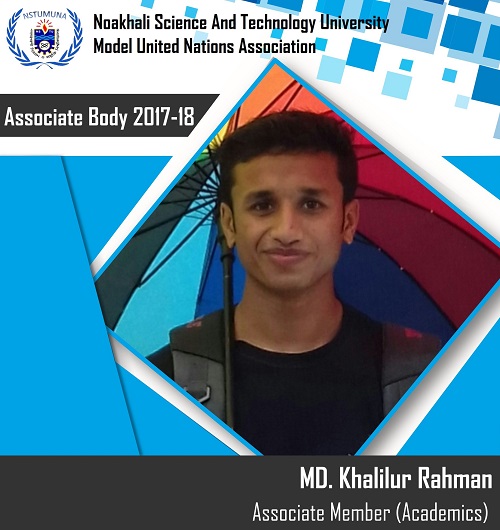 NSTUMUNA
Noakhali Science And Technology University
Model United Nations Association
Associate Body 2017-18
MD. Khalilur Rahman
Associate Member (Academics)